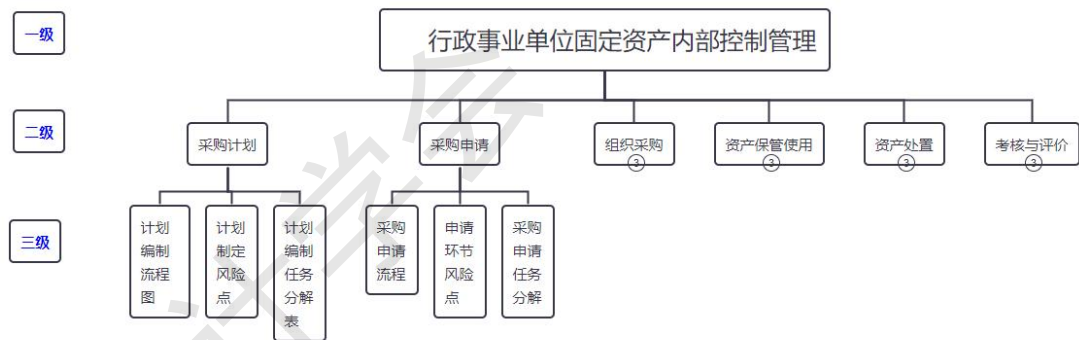 一级
行政事业单位固定资产内部控制管理
二级
采购计划
采购申请
组织采购
③
资产保管使用
③
资产处置
③
考核与评价
③
三级
计划
编制
流程
图
计划
制定
风险
点
计划
编制
任务
分解
表
采购
申请
流程
申请
环节
风险
点
采购
申请
任务
分解
计学会